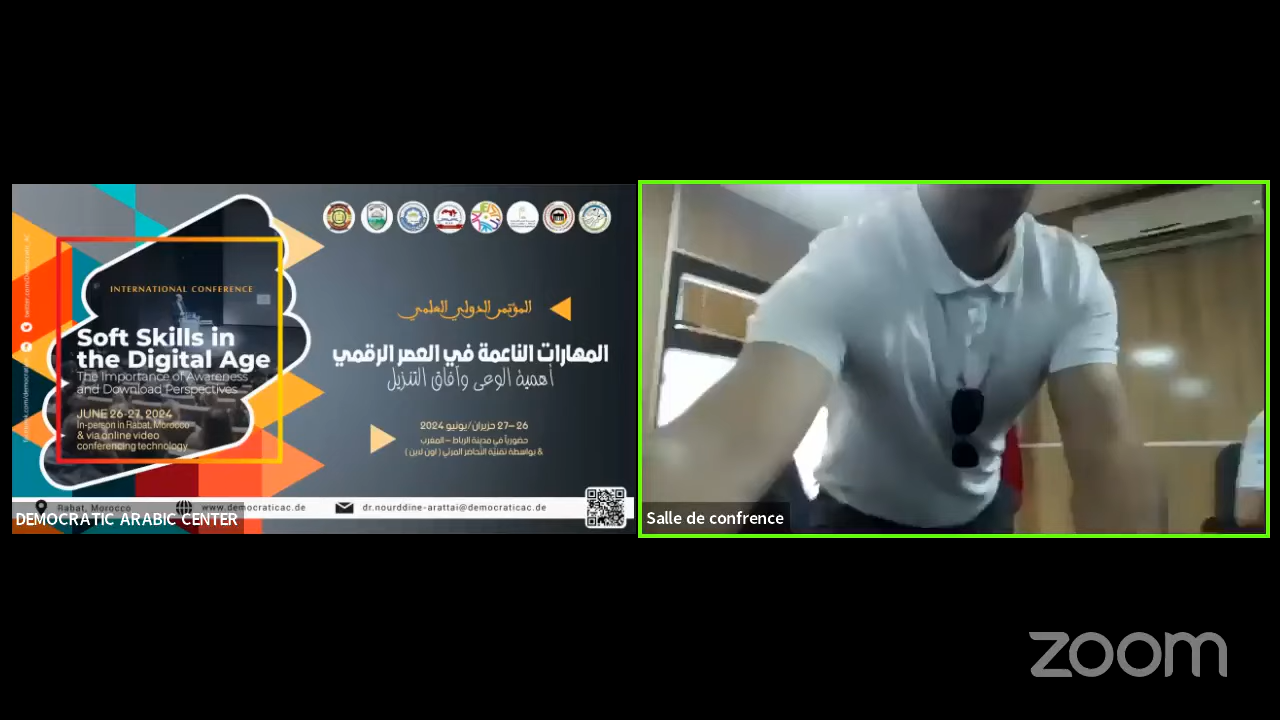 INTERNATIONAL CONFERENCE
Soft Skills in
the Digital Age
The Importance of Awareness
and Download Perspectives
JUNE 26-27, 2024
In-person in Rabat, Morocco
& via online video
conferencing technology
المؤتمر الدولي العلمي
المهارات الناعمة في العصر الرقمي
أهمية الوعي وآفاق التنزيل
26–27 حزيران/يونيو 2024
حضورياً في مدينة الرباط – المغرب
& بواسطة تقنية التحاضر المرئي ( اون لاين )
Rabat, Morocco
www.democraticac.de
dr.nourddine-arattai@democraticac.de
DEMOCRATIC ARABIC CENTER
Salle de confrence
zoom